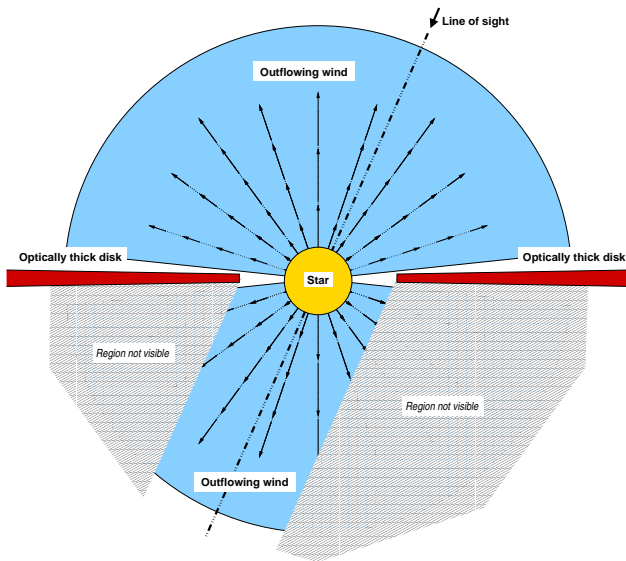 Line of sight
Outflowing wind
Optically thick disk
Optically thick disk
Star
Region not visible
Region not visible
Outflowing wind